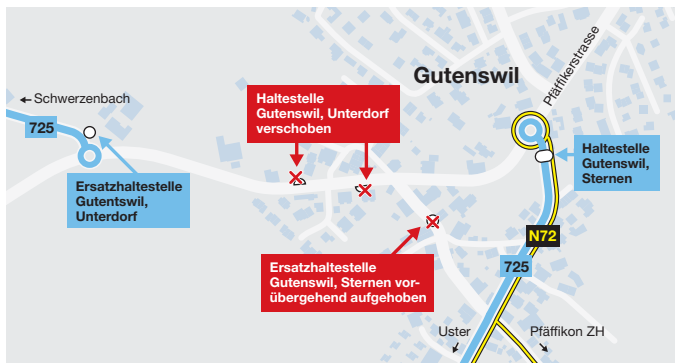 Gutenswil
Pfäffikerstrasse
←Schwerzenbach
725
Haltestelle
Gutenswil, Unterdorf
verschoben
Haltestelle
Gutenswil,
Sternen
Ersatzhaltestelle
Gutentswil,
Unterdorf
N72
725
Ersatzhaltestelle
Gutenswil, Sternen vor-
übergehend aufgehoben
Uster
↙
Pfäffikon ZH
↘